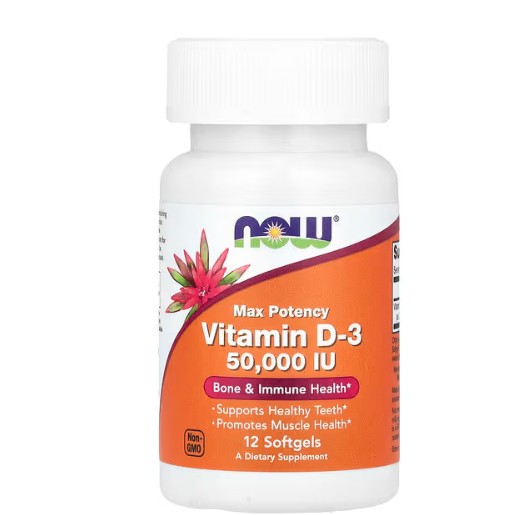 NOW®
Max Potency
Vitamin D-3
50,000 IU
Bone & Immune Health*
•Supports Healthy Teeth*
•Promotes Muscle Health*
12 Softgels
A Dietary Supplement
Non-
GMO